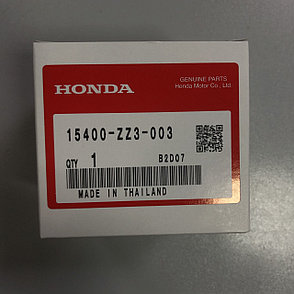 GENUINE PARTS
HONDA
Honda Motor Co., Ltd.
15400-ZZ3-003
QTY 1 B2D07
MADE IN THAILAND